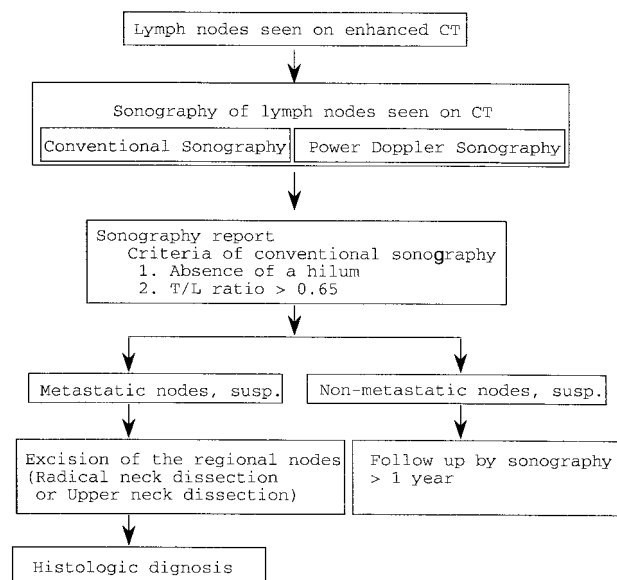 Lymph nodes seen on enhanced CT
Sonography of lymph nodes seen on CT
Conventional Sonography
Power Doppler Sonography
Sonography report
Criteria of conventional sonography
1. Absence of a hilum
2. T/L ratio > 0.65
Metastatic nodes, susp.
Non-metastatic nodes, susp.
Excision of the regional nodes
(Radical neck dissection
or Upper neck dissection)
Follow up by sonography
> 1 year
Histologic dignosis